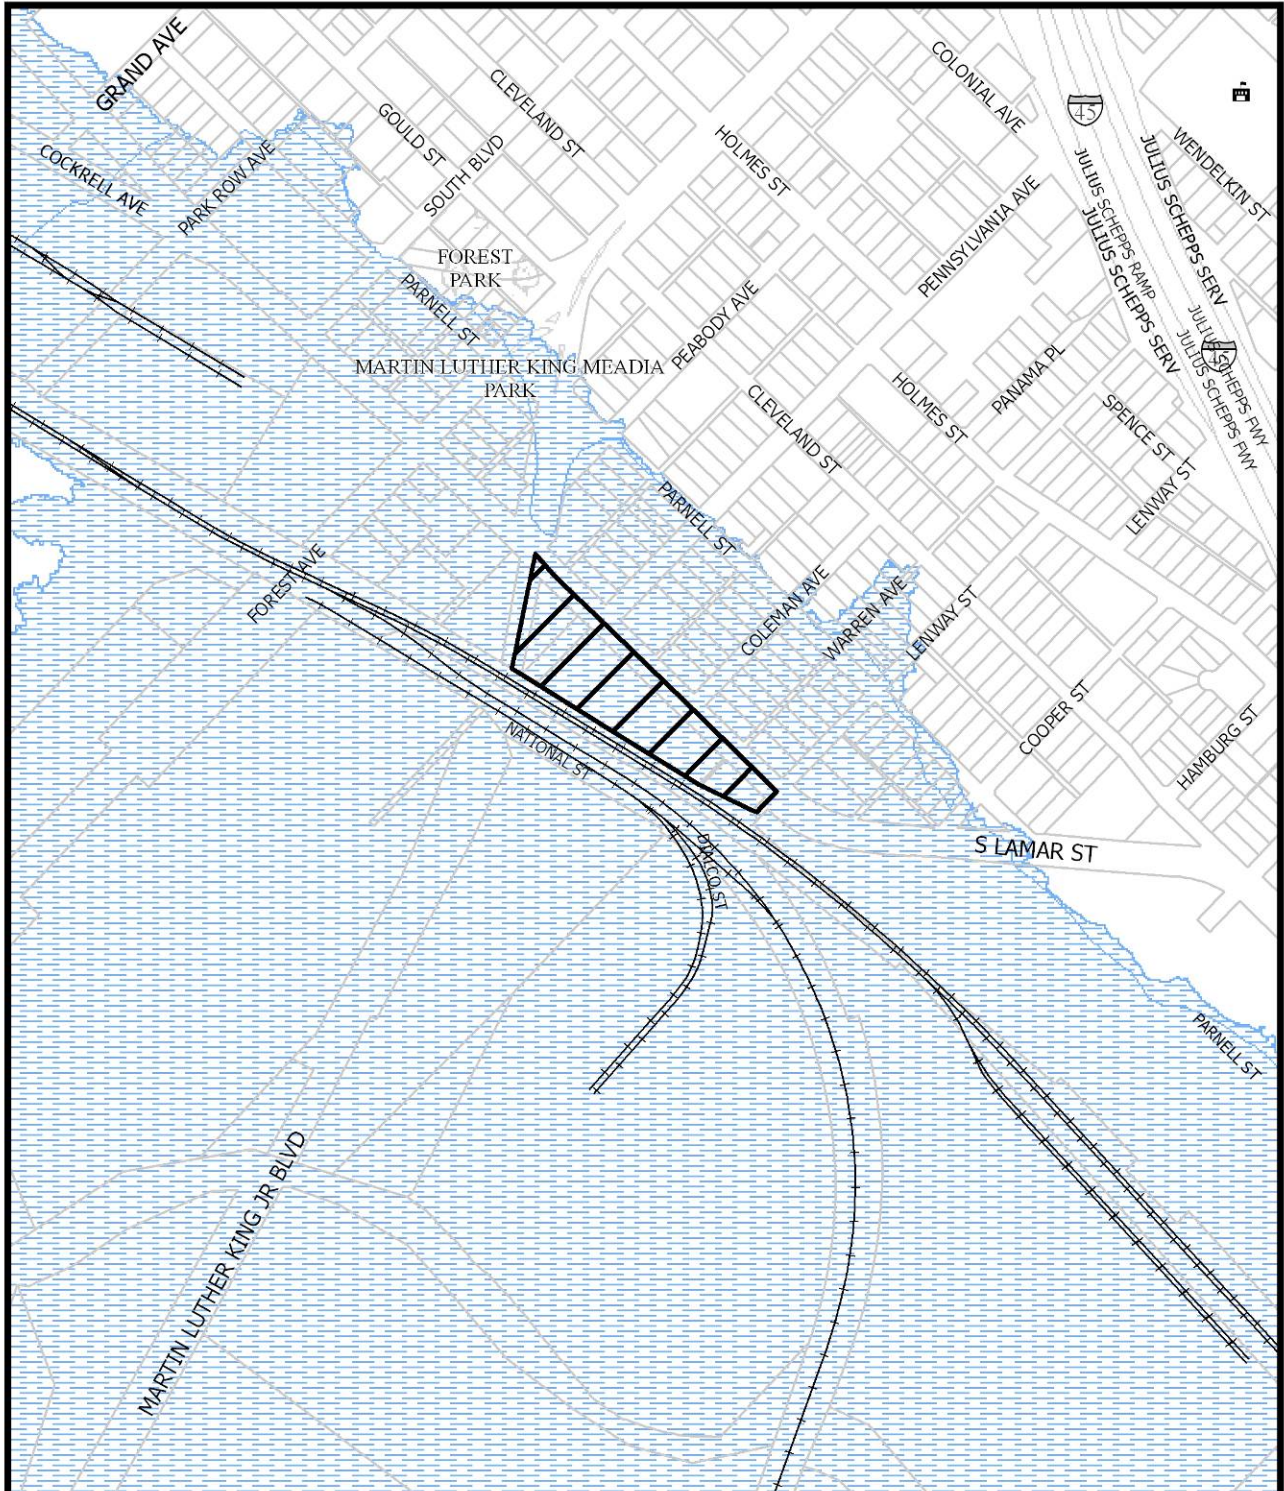 GRAND AVE
GOULD ST
CLEVELAND ST
COLONIAL AVE
45
COCKRELL AVE
PARK ROW AVE
SOUTH BLVD
HOLMES ST
JULIUS SCHEPPS RAMP
JULIUS SCHEPPS SERV
JULIUS SCHEPPS SERV
WENDELKIN ST
FOREST
PARK
PENNSYLVANIA AVE
PARNELL ST
PEABODY AVE
JULIUS SCHEPPS FWY
JULIUS SCHEPPS FWY
MARTIN LUTHER KING MEADIA
PARK
CLEVELAND ST
HOLMES ST
PANAMA PL
SPENCE ST
LENWAY ST
PARNELL ST
FOREST AVE
COLEMAN AVE
WARREN AVE
LENWAY ST
NATIONAL ST
COOPER ST
HAMBURG ST
S LAMAR ST
PARNELL ST
MARTIN LUTHER KING JR BLVD